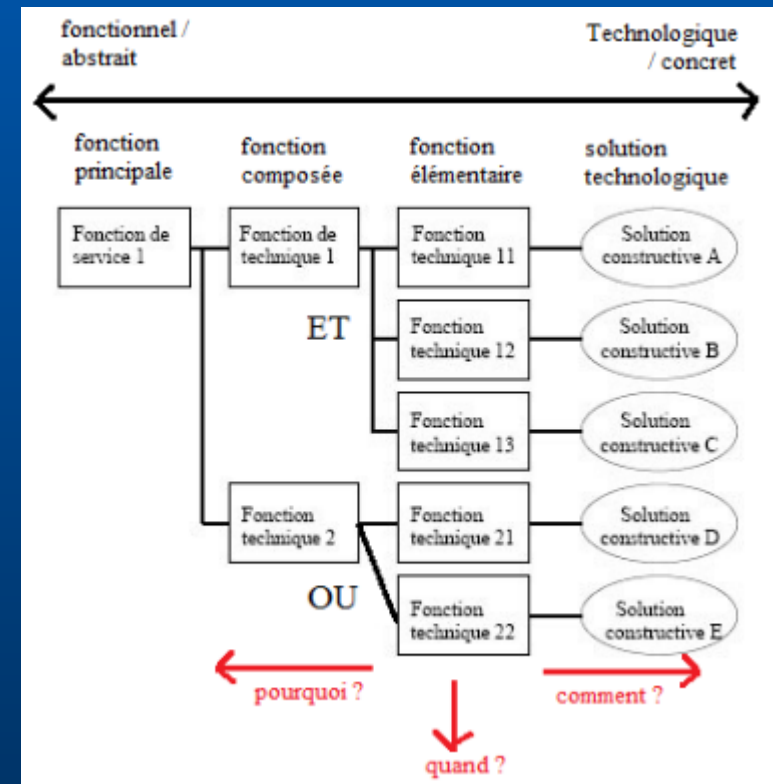 fonctionnel /
abstrait
Technologique
/ concret
fonction
principale
fonction
composée
fonction
élémentaire
solution
technologique
Fonction de
service 1
Fonction de
technique 1
Fonction
technique 11
Solution
constructive A
ET
Fonction
technique 12
Solution
constructive B
Fonction
technique 13
Solution
constructive C
Fonction
technique 2
Fonction
technique 21
Solution
constructive D
OU
Fonction
technique 22
Solution
constructive E
pourquoi ?
comment ?
quand ?